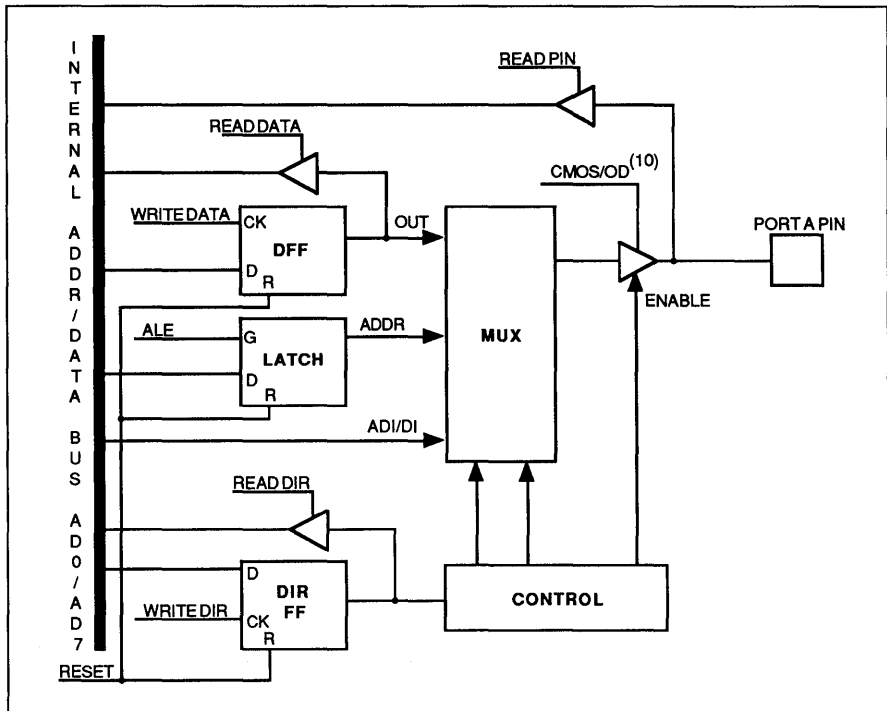 INTERNAL ADDR/DATA BUS AD0/AD7
READ PIN
READ DATA
CMOS/OD(10)
WRITE DATA
CK
DFF
D
R
OUT
PORT A PIN
ENABLE
ALE
G
LATCH
D
R
ADDR
MUX
ADI/DI
READ DIR
D
DIR
FF
WRITE DIR
CK
R
CONTROL
RESET